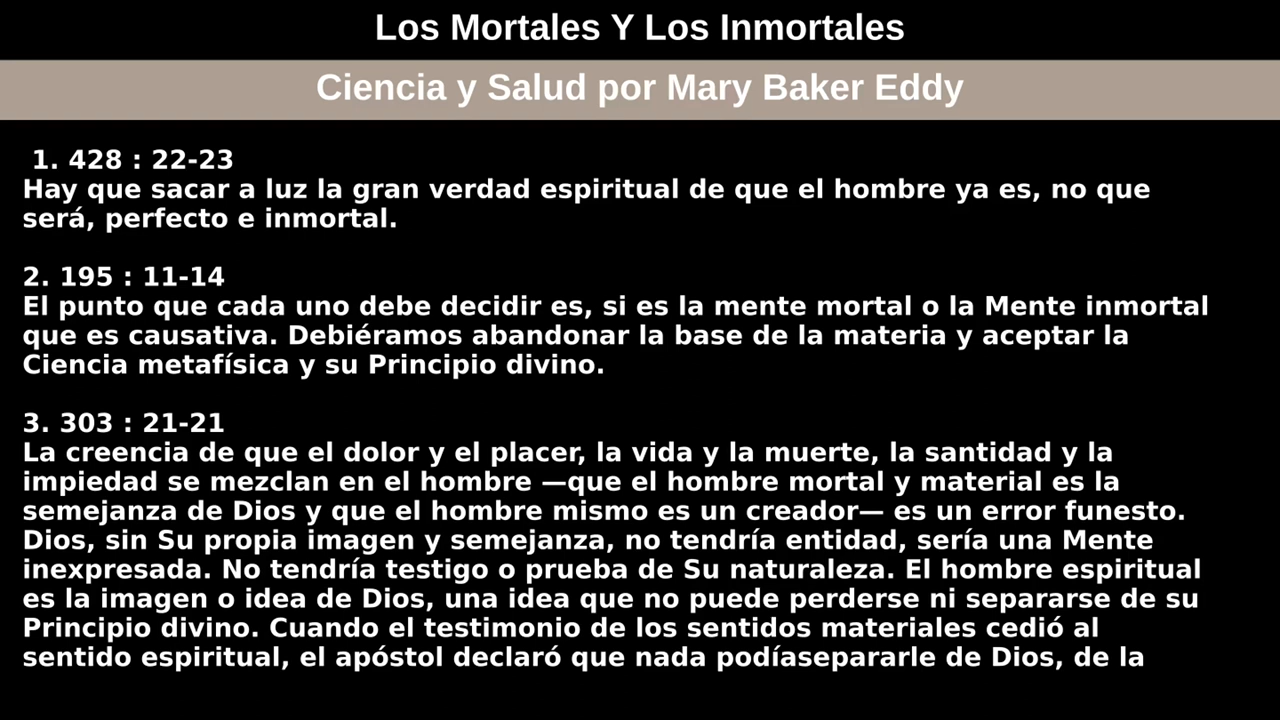 Los Mortales Y Los Inmortales
Ciencia y Salud por Mary Baker Eddy
1. 428 : 22-23
Hay que sacar a luz la gran verdad espiritual de que el hombre ya es, no que
será, perfecto e inmortal.
2. 195 : 11-14
El punto que cada uno debe decidir es, si es la mente mortal o la Mente inmortal
que es causativa. Debiéramos abandonar la base de la materia y aceptar la
Ciencia metafísica y su Principio divino.
3. 303 : 21-21
La creencia de que el dolor y el placer, la vida y la muerte, la santidad y la
impiedad se mezclan en el hombre —que el hombre mortal y material es la
semejanza de Dios y que el hombre mismo es un creador— es un error funesto.
Dios, sin Su propia imagen y semejanza, no tendría entidad, sería una Mente
inexpresada. No tendría testigo o prueba de Su naturaleza. El hombre espiritual
es la imagen o idea de Dios, una idea que no puede perderse ni separarse de su
Principio divino. Cuando el testimonio de los sentidos materiales cedió al
sentido espiritual, el apóstol declaró que nada podíasepararle de Dios, de la